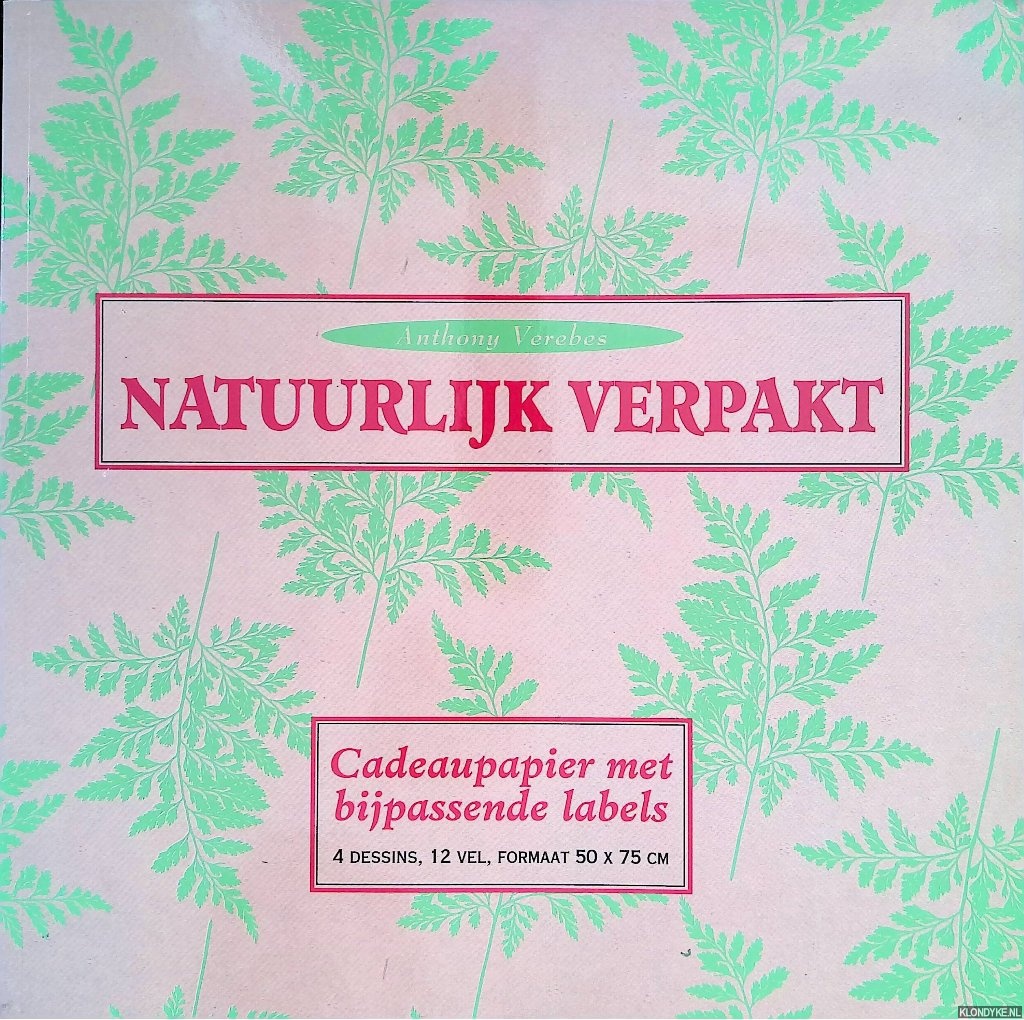 Anthony Verebes
NATUURLIJK VERPAKT
Cadeaupapier met
bijpassende labels
4 DESSINS, 12 VEL, FORMAAT 50 X 75 CM
KLONDYKE.NL